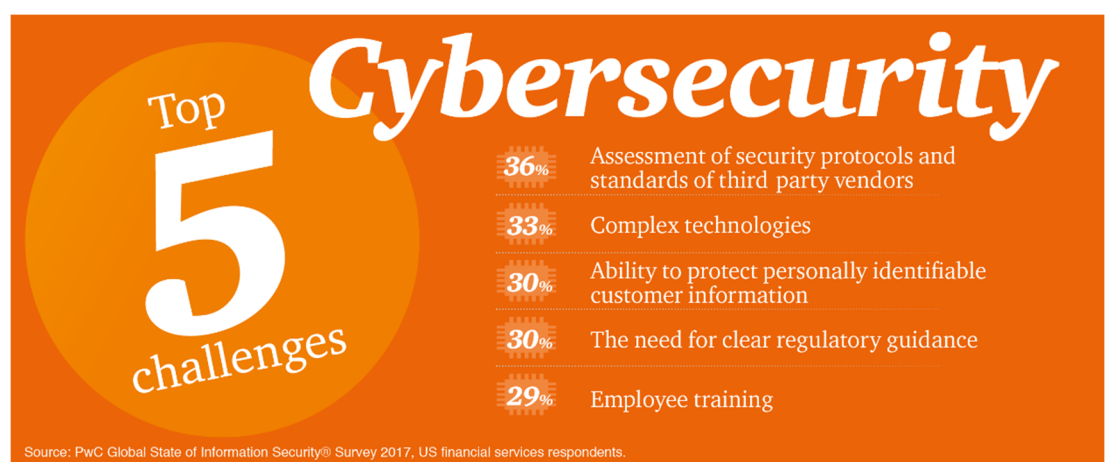 Cybersecurity
Top
5
challenges
36% Assessment of security protocols and
standards of third party vendors
33% Complex technologies
30% Ability to protect personally identifiable
customer information
30% The need for clear regulatory guidance
29% Employee training
Source: PwC Global State of Information Security® Survey 2017, US financial services respondents.